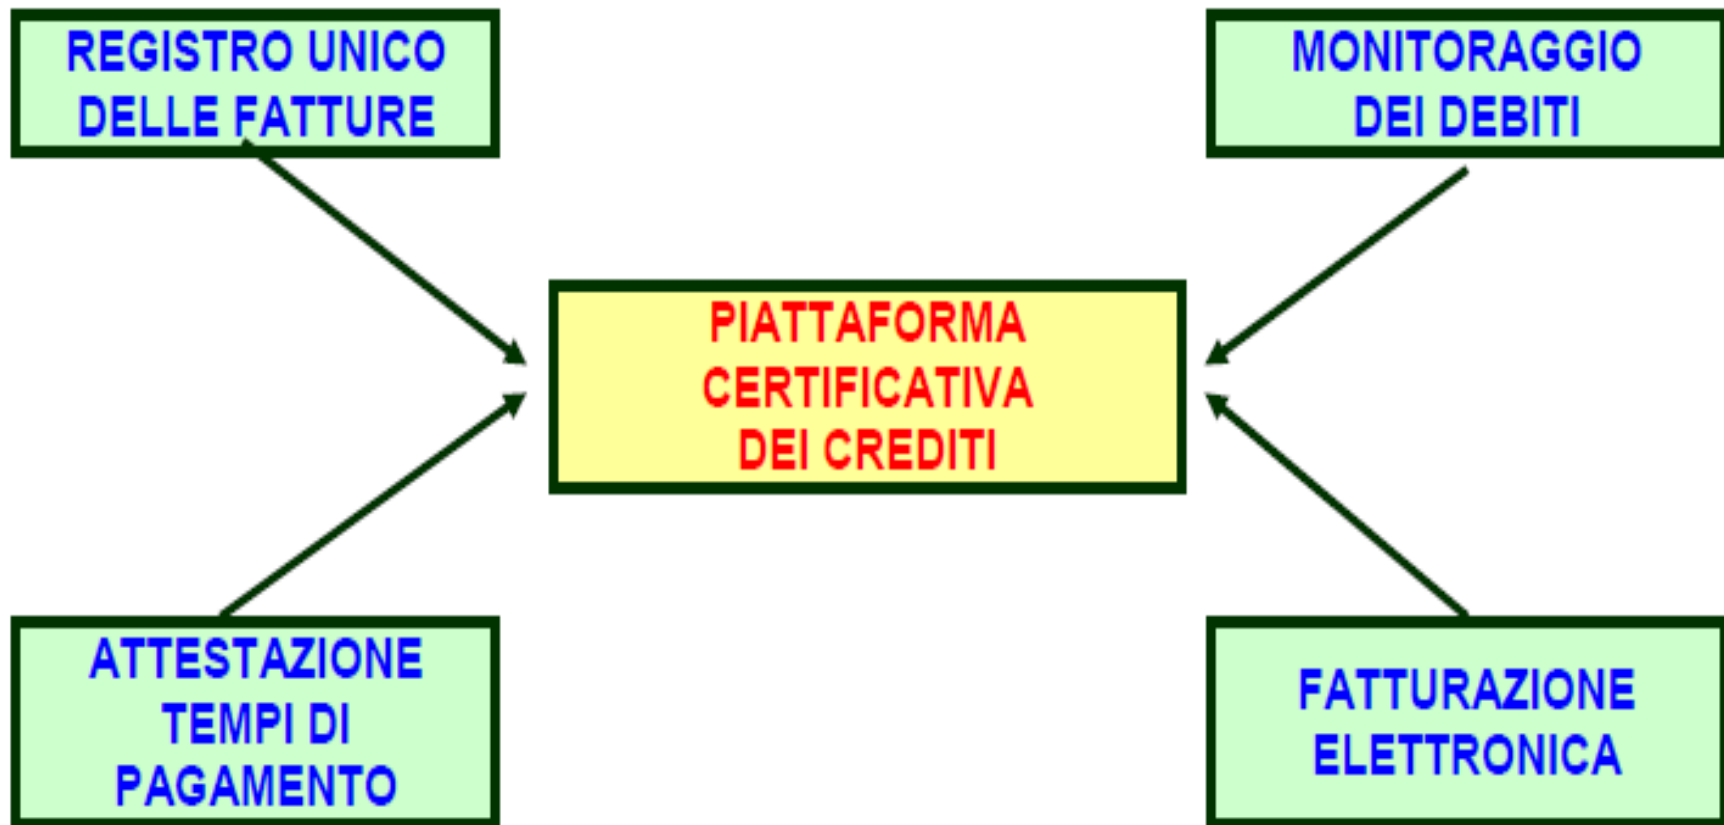 REGISTRO UNICO
DELLE FATTURE
MONITORAGGIO
DEI DEBITI
PIATTAFORMA
CERTIFICATIVA
DEI CREDITI
ATTESTAZIONE
TEMPI DI
PAGAMENTO
FATTURAZIONE
ELETTRONICA